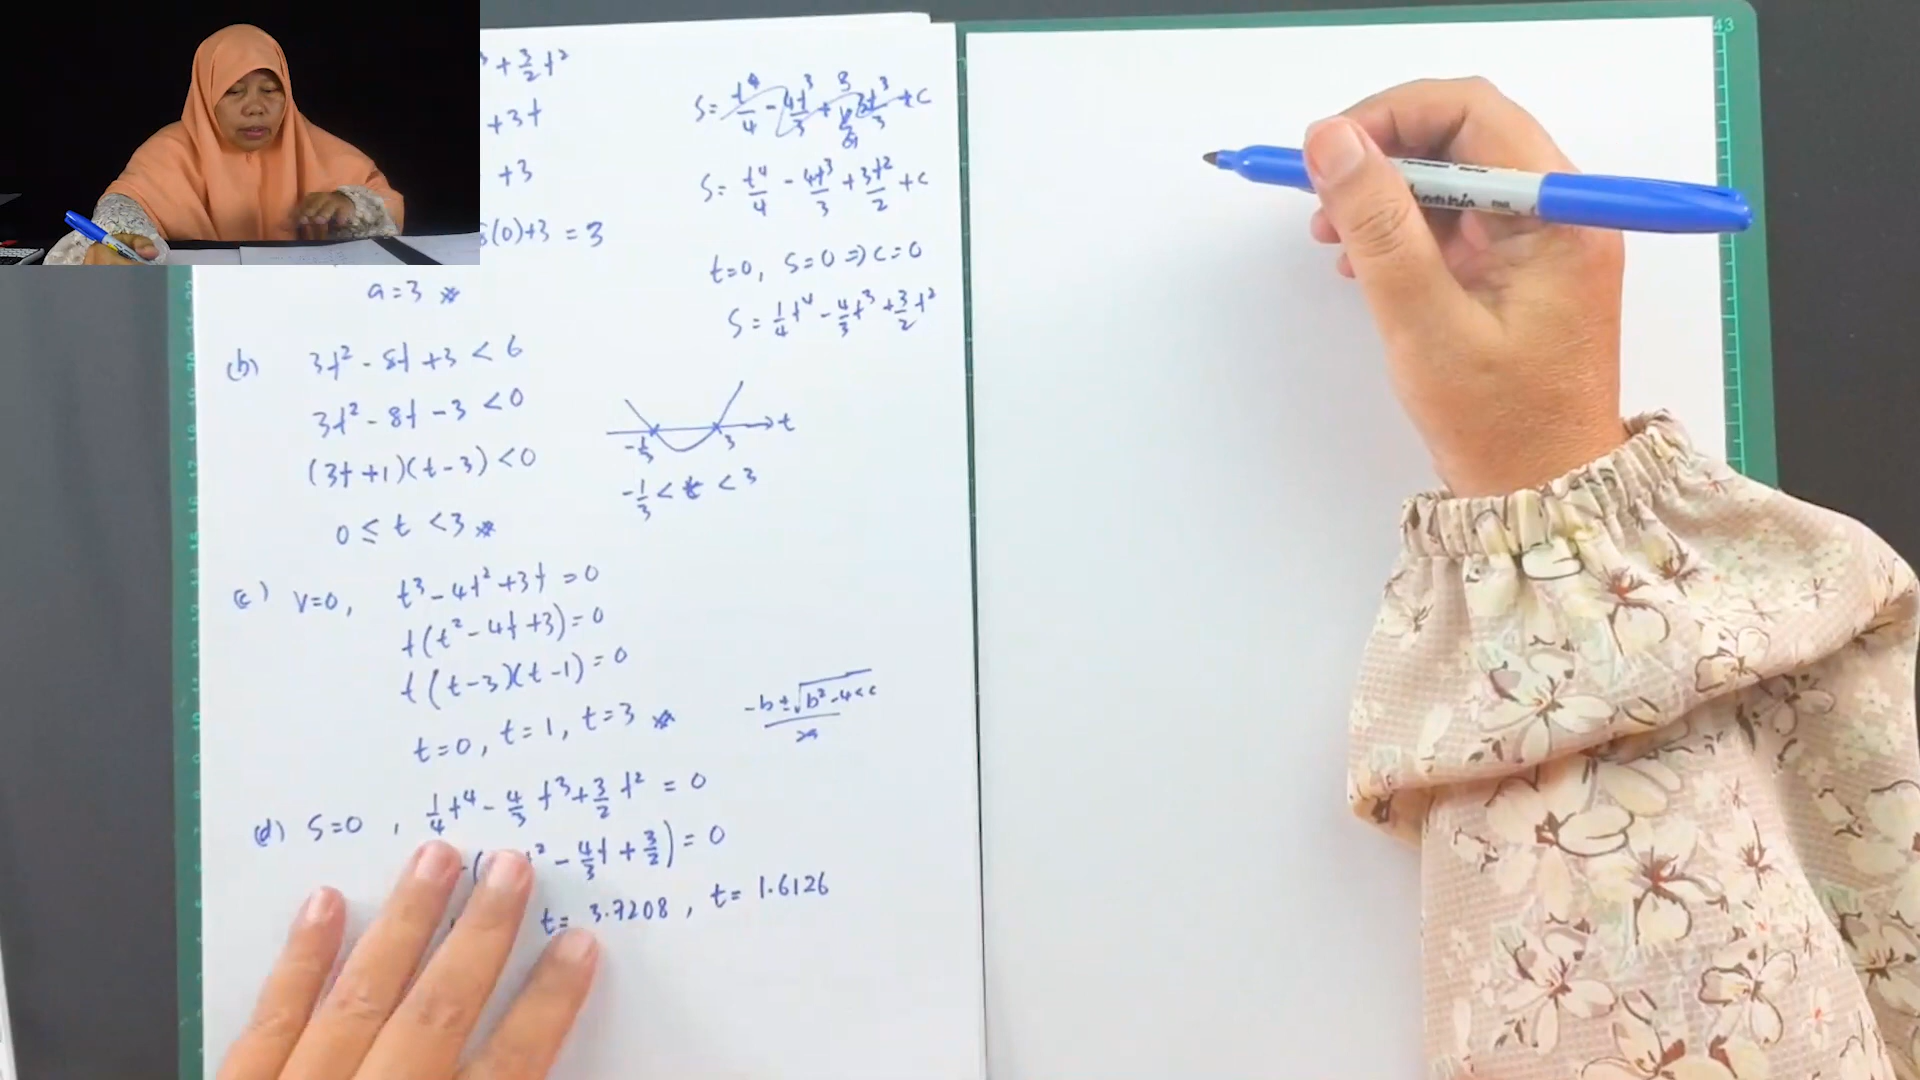 ³ + 3/2 t²
+ 3t
+3
8(0)+3 = 3
a = 3 ※
(b) 3t² - 8t + 3 < 6
3t² - 8t - 3 < 0
(3t + 1)(t - 3) < 0
0 ≤ t < 3 ※
(c) v=0, t³ - 4t² + 3t = 0
t(t² - 4t + 3) = 0
t(t-3)(t-1) = 0
t=0, t=1, t=3 ※
(d) S=0, 1/4 t⁴ - 4/3 t³ + 3/2 t² = 0
² - 4/3 t + 3/2) = 0
t = 3.7208, t = 1.6126
S = t⁴/4 - 4t³/3 + 3t²/2 + c
t=0, S=0 ⇒ c=0
S = 1/4 t⁴ - 4/3 t³ + 3/2 t²
-1/3 3 t
-1/3 < t < 3
-b ± √b² - 4ac
2a
43